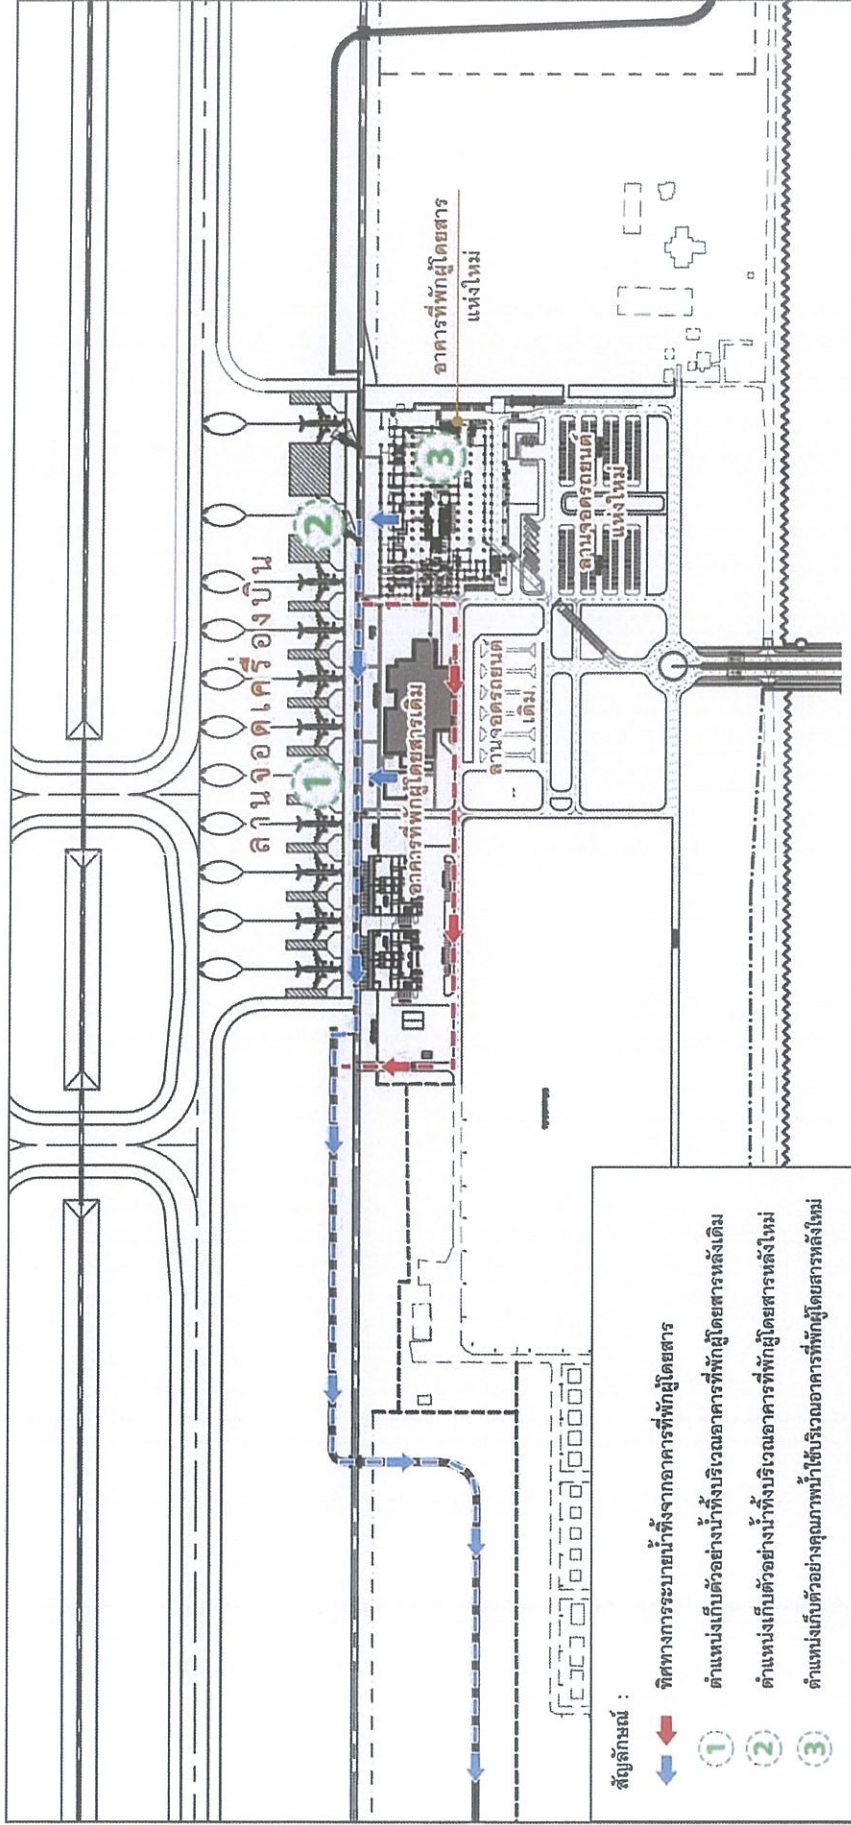 ลานจอดเครื่องบิน
1
2
3
อาคารที่พักผู้โดยสาร
แห่งใหม่
อาคารที่พักผู้โดยสารเดิม
ลานจอดรถยนต์
เดิม
ลานจอดรถยนต์
แห่งใหม่
สัญลักษณ์ :
ทิศทางการระบายน้ำทิ้งจากอาคารที่พักผู้โดยสาร
1 ตำแหน่งเก็บตัวอย่างน้ำทิ้งบริเวณอาคารที่พักผู้โดยสารหลังเดิม
2 ตำแหน่งเก็บตัวอย่างน้ำทิ้งบริเวณอาคารที่พักผู้โดยสารหลังใหม่
3 ตำแหน่งเก็บตัวอย่างคุณภาพน้ำใช้บริเวณอาคารที่พักผู้โดยสารหลังใหม่